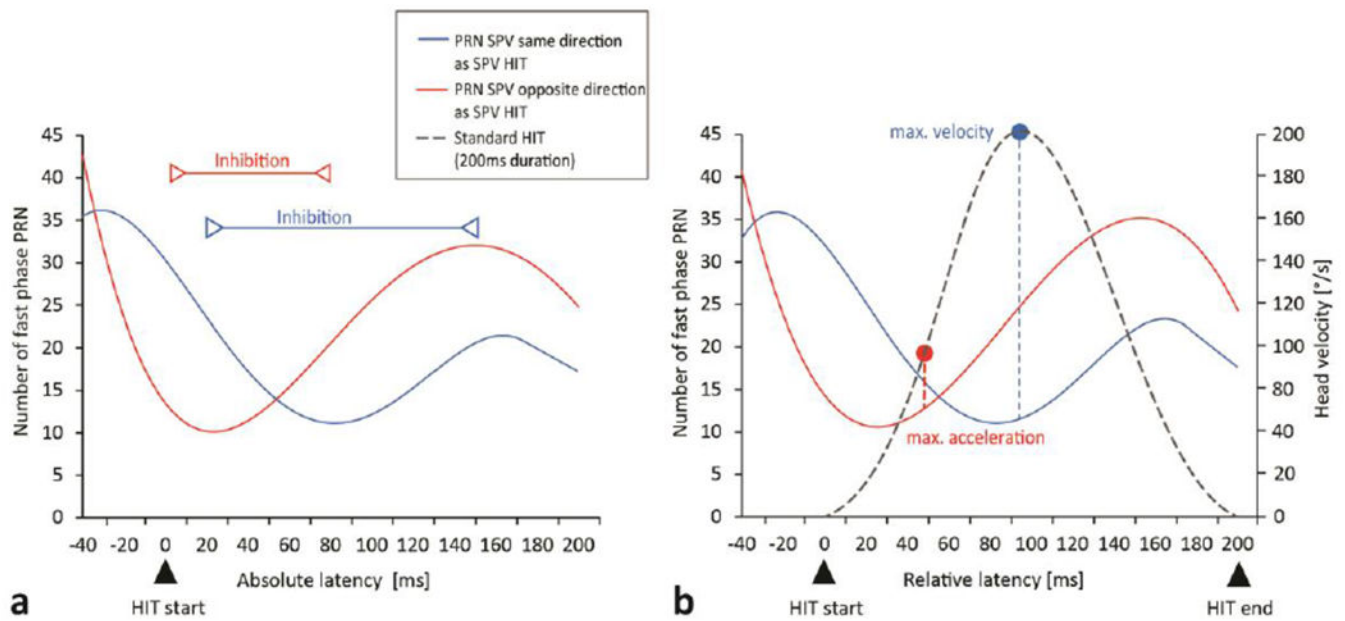 PRN SPV same direction
as SPV HIT
PRN SPV opposite direction
as SPV HIT
Standard HIT
(200ms duration)
Number of fast phase PRN
45
40
35
30
25
20
15
10
5
0
Inhibition
Inhibition
-40 -20 0 20 40 60 80 100 120 140 160 180 200
Absolute latency [ms]
HIT start
a
Number of fast phase PRN
45
40
35
30
25
20
15
10
5
0
max. velocity
max. acceleration
200
180
160
140
120
100
80
60
40
20
0
Head velocity [°/s]
-40 -20 0 20 40 60 80 100 120 140 160 180 200
Relative latency [ms]
HIT start
HIT end
b